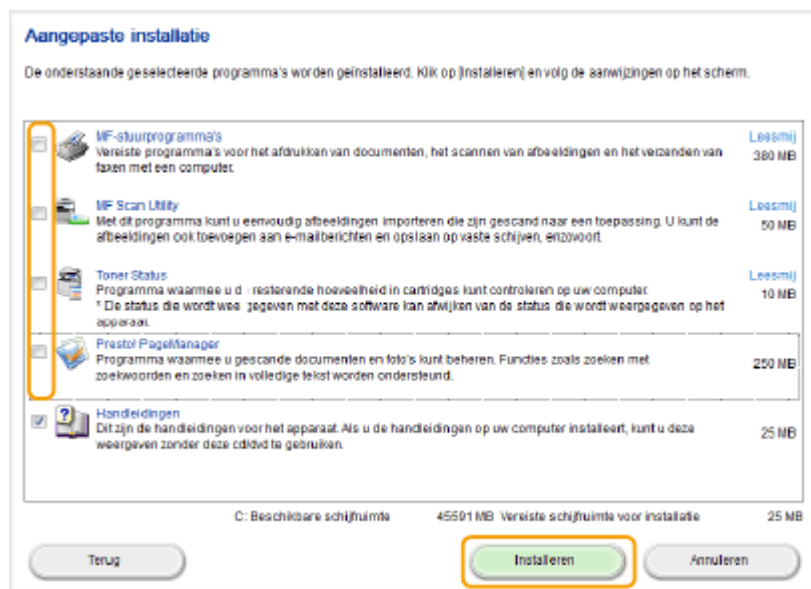 Aangepaste installatie
De onderstaande geselecteerde programma's worden geïnstalleerd. Klik op [Installeren] en volg de aanwijzingen op het scherm.
MF-stuurprogramma's
Leesmij
Vereiste programma's voor het afdrukken van documenten, het scannen van afbeeldingen en het verzenden van
380 MB
faxen met een computer.
MF Scan Utility
Leesmij
Met dit programma kunt u eenvoudig afbeeldingen importeren die zijn gescand naar een toepassing. U kunt de
50 MB
afbeeldingen ook toevoegen aan e-mailberichten en opslaan op vaste schijven, enzovoort.
Toner Status
Leesmij
Programma waarmee u d resterende hoeveelheid in cartridges kunt controleren op uw computer.
10 MB
* De status die wordt wee gegeven met deze software kan afwijken van de status die wordt weergegeven op het
apparaat.
Presto! PageManager
Programma waarmee u gescande documenten en foto's kunt beheren. Functies zoals zoeken met
250 MB
zoekwoorden en zoeken in volledige tekst worden ondersteund.
Handleidingen
Dit zijn de handleidingen voor het apparaat. Als u de handleidingen op uw computer installeert, kunt u deze
25 MB
weergeven zonder deze cd/dvd te gebruiken.
C: Beschikbare schijfruimte 45591 MB Vereiste schijfruimte voor installatie 25 MB
Terug Installeren Annuleren